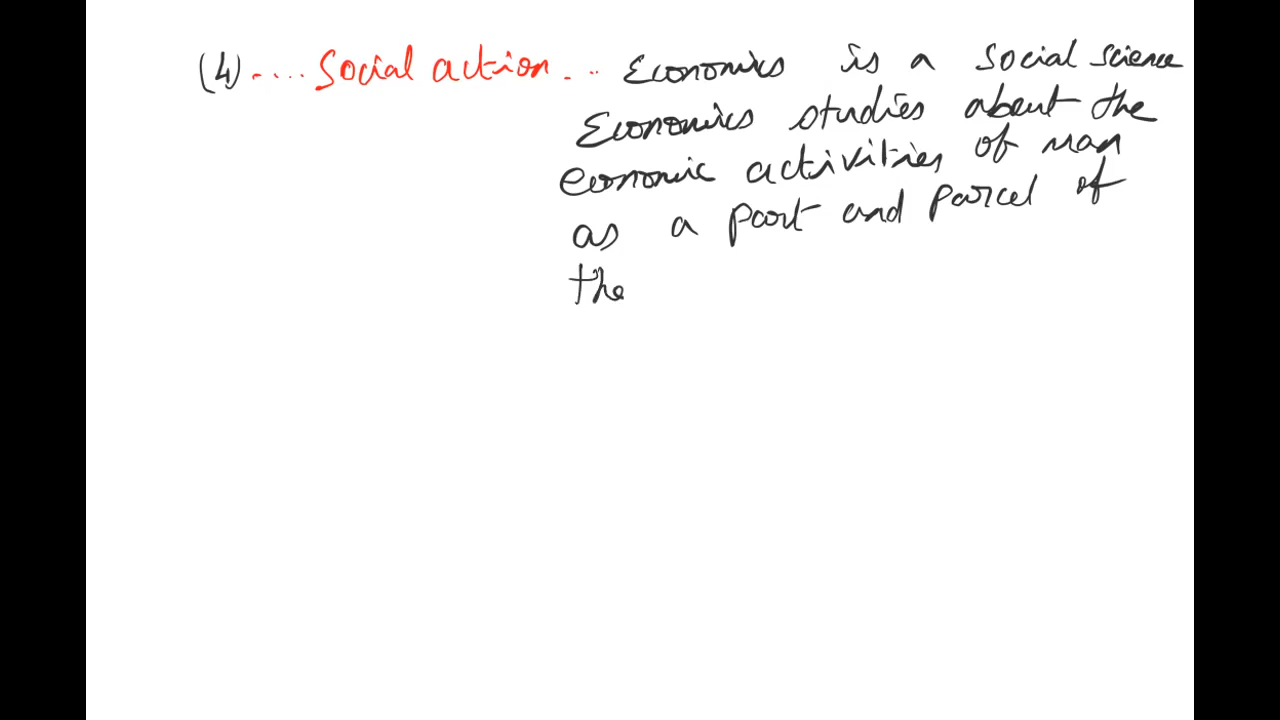 (4).... Social action. .. Economics is a social science
Economics studies about the
economic activities of man
as a part and parcel of
the